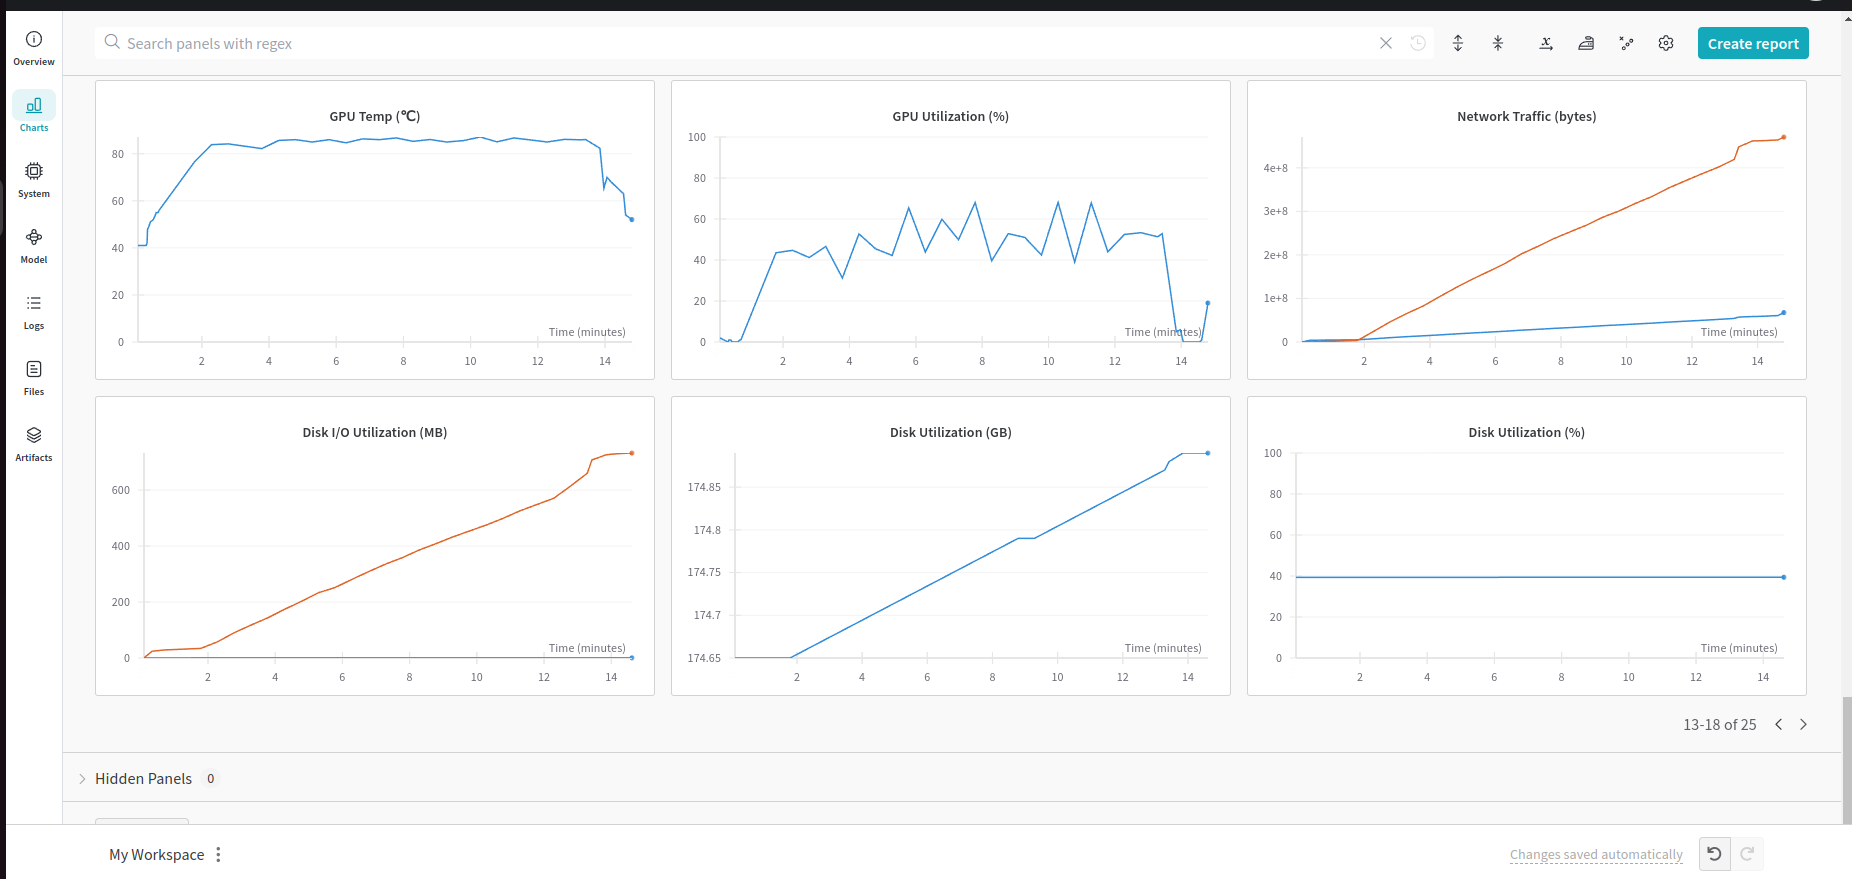 Search panels with regex
Create report
Overview
Charts
System
Model
Logs
Files
Artifacts
GPU Temp (℃)
80
60
40
20
0
Time (minutes)
2 4 6 8 10 12 14
GPU Utilization (%)
100
80
60
40
20
0
Time (minutes)
2 4 6 8 10 12 14
Network Traffic (bytes)
4e+8
3e+8
2e+8
1e+8
0
Time (minutes)
2 4 6 8 10 12 14
Disk I/O Utilization (MB)
600
400
200
0
Time (minutes)
2 4 6 8 10 12 14
Disk Utilization (GB)
174.85
174.8
174.75
174.7
174.65
Time (minutes)
2 4 6 8 10 12 14
Disk Utilization (%)
100
80
60
40
20
0
Time (minutes)
2 4 6 8 10 12 14
13-18 of 25
Hidden Panels 0
My Workspace
Changes saved automatically